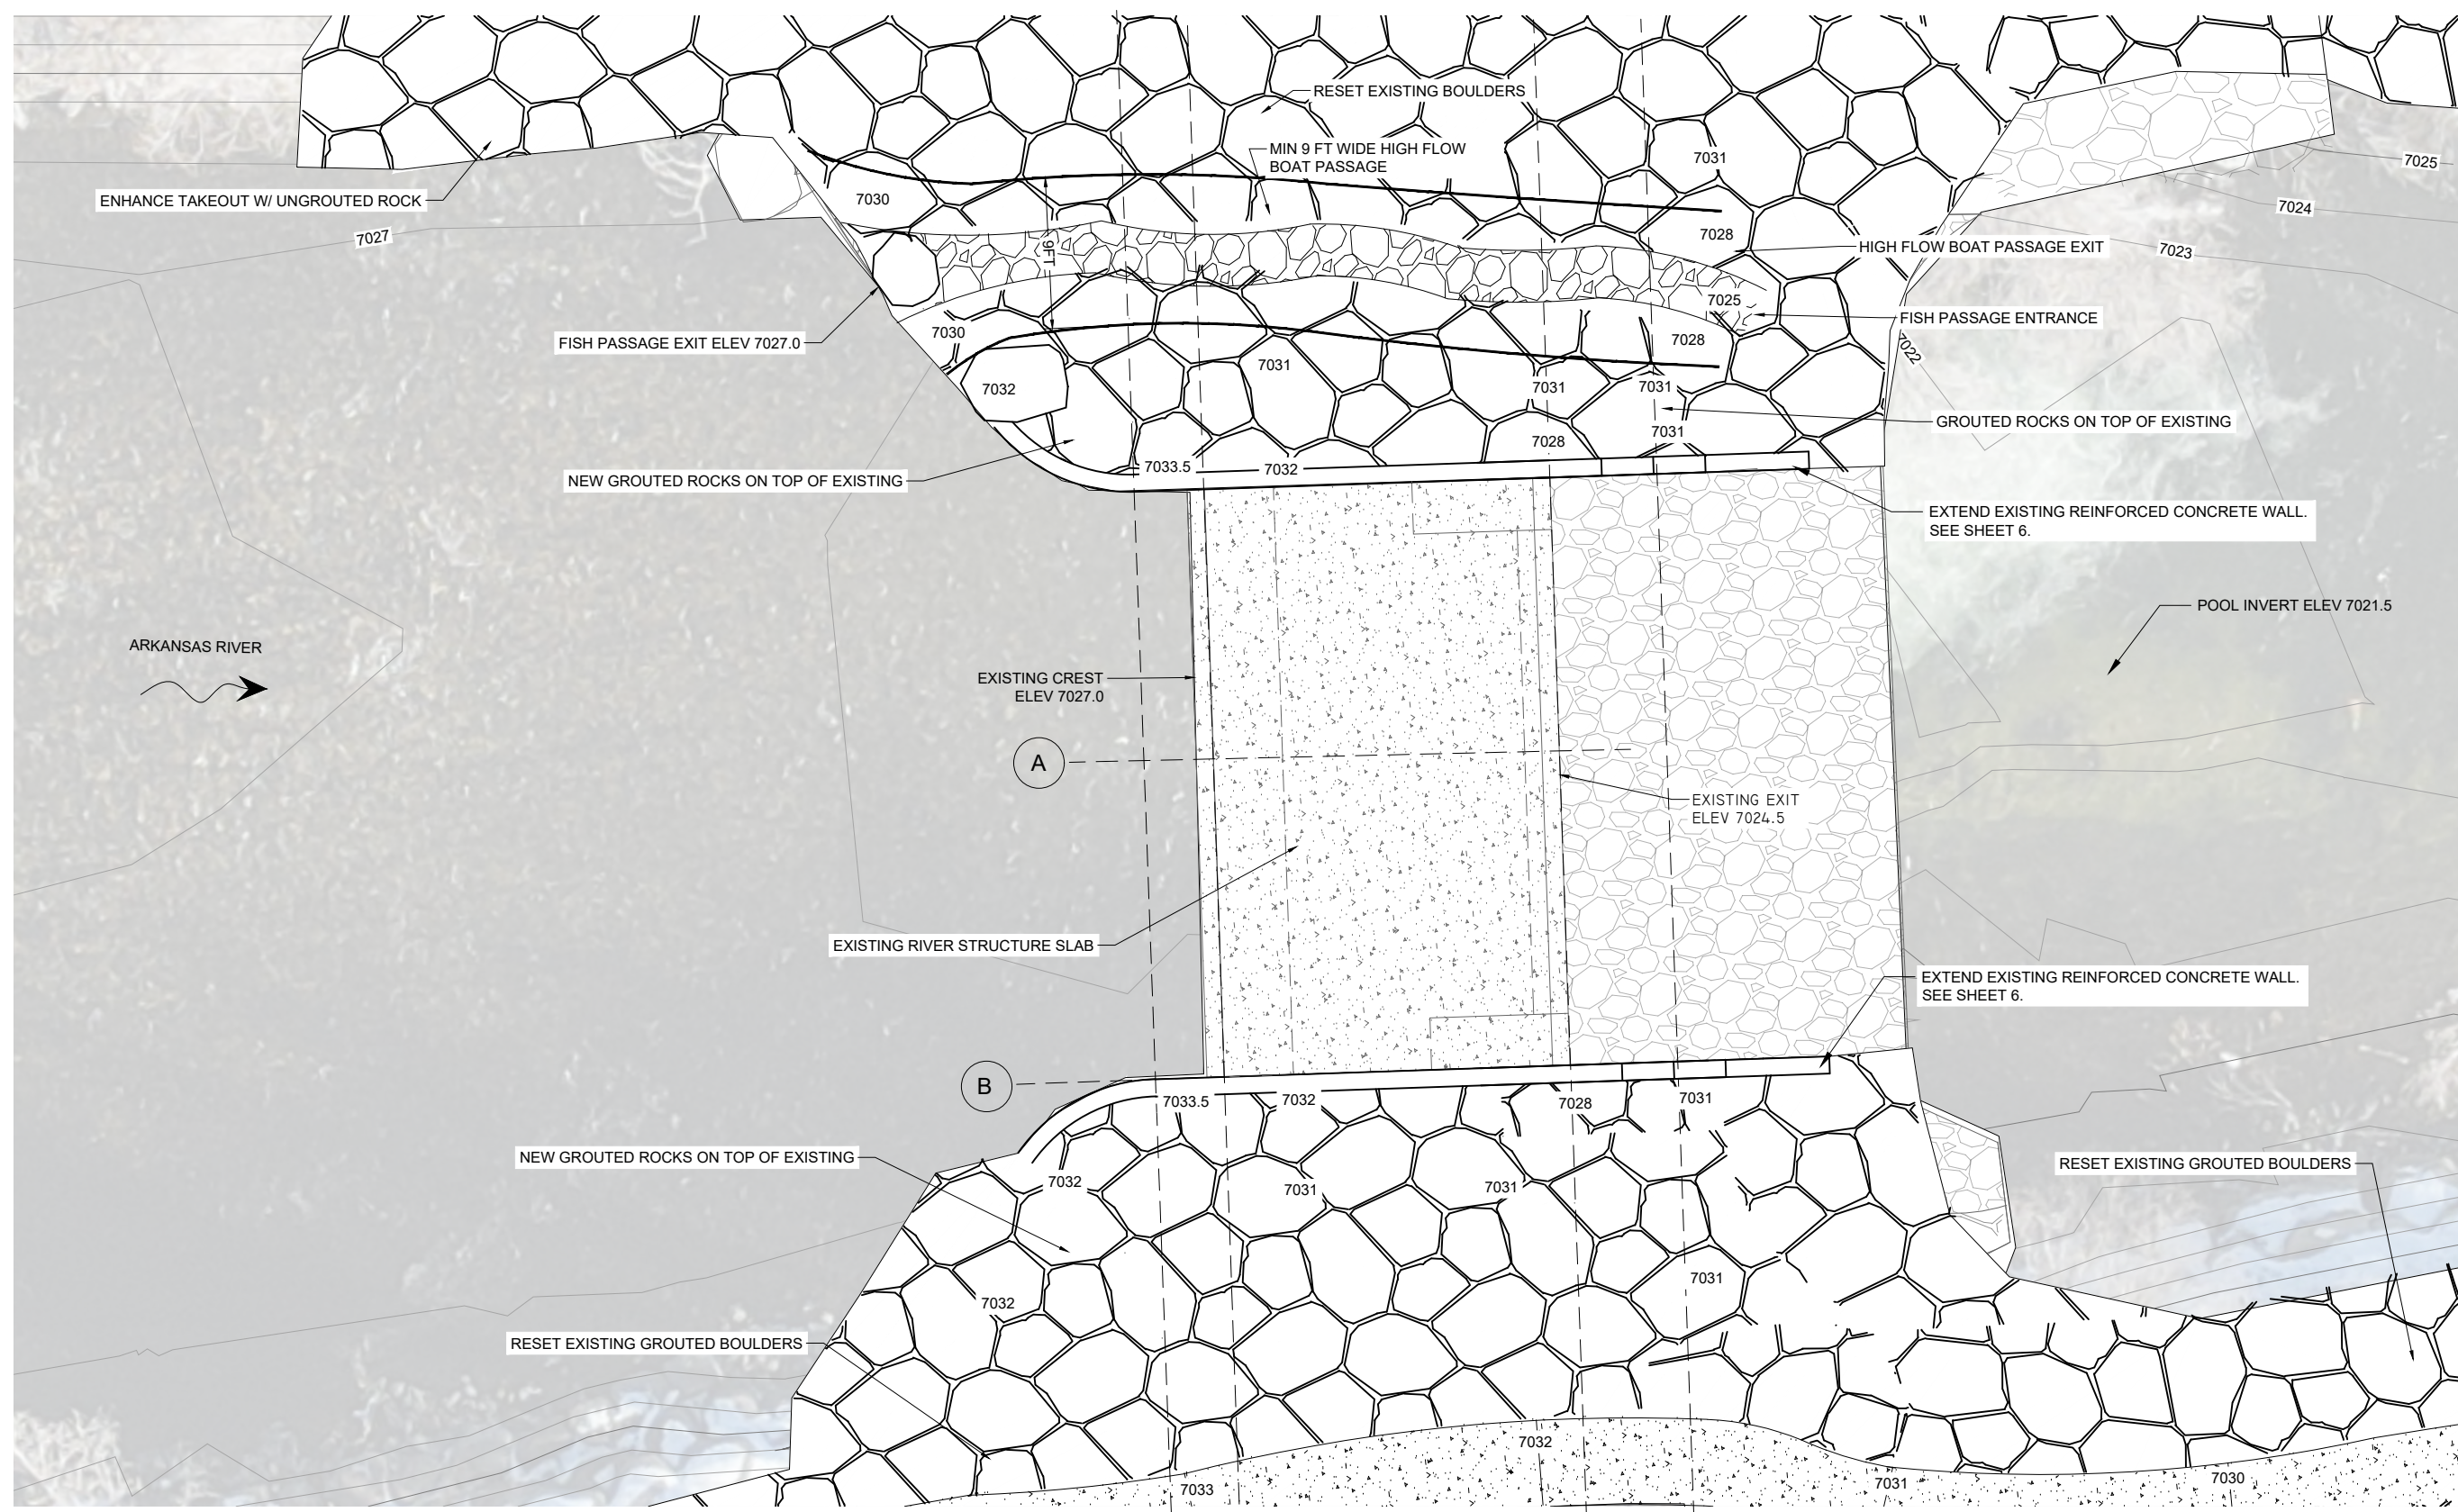 RESET EXISTING BOULDERS
MIN 9 FT WIDE HIGH FLOW
BOAT PASSAGE
7031
7025
ENHANCE TAKEOUT W/ UNGROUTED ROCK
7030
7024
7027
7028
HIGH FLOW BOAT PASSAGE EXIT
7023
9FT
7025
FISH PASSAGE ENTRANCE
FISH PASSAGE EXIT ELEV 7027.0
7030
7028
7022
7031
7032
7031
7031
GROUTED ROCKS ON TOP OF EXISTING
7031
7028
7033.5
7032
NEW GROUTED ROCKS ON TOP OF EXISTING
EXTEND EXISTING REINFORCED CONCRETE WALL.
SEE SHEET 6.
POOL INVERT ELEV 7021.5
ARKANSAS RIVER
EXISTING CREST
ELEV 7027.0
A
EXISTING EXIT
ELEV 7024.5
EXISTING RIVER STRUCTURE SLAB
EXTEND EXISTING REINFORCED CONCRETE WALL.
SEE SHEET 6.
B
7033.5
7032
7028
7031
NEW GROUTED ROCKS ON TOP OF EXISTING
RESET EXISTING GROUTED BOULDERS
7032
7031
7031
7031
7032
RESET EXISTING GROUTED BOULDERS
7032
7033
7031
7030